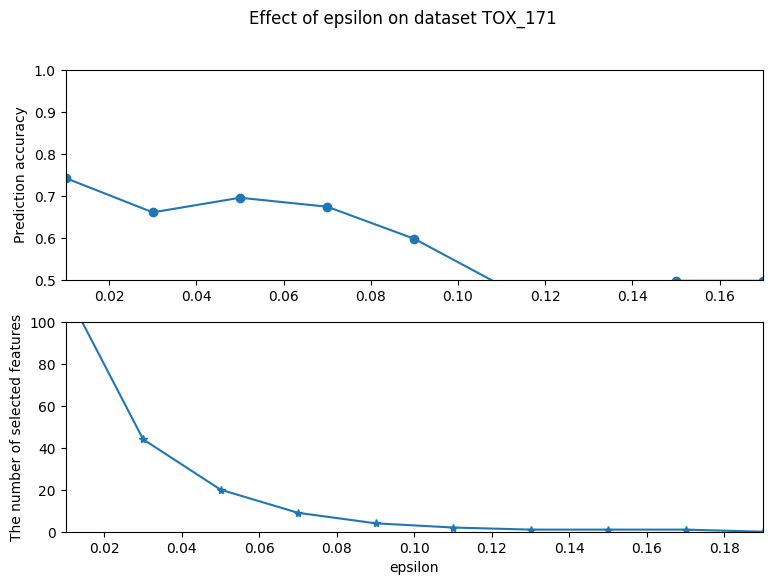 Effect of epsilon on dataset TOX_171
Prediction accuracy
1.0
0.9
0.8
0.7
0.6
0.5
0.02 0.04 0.06 0.08 0.10 0.12 0.14 0.16
The number of selected features
100
80
60
40
20
0
0.02 0.04 0.06 0.08 0.10 0.12 0.14 0.16 0.18
epsilon